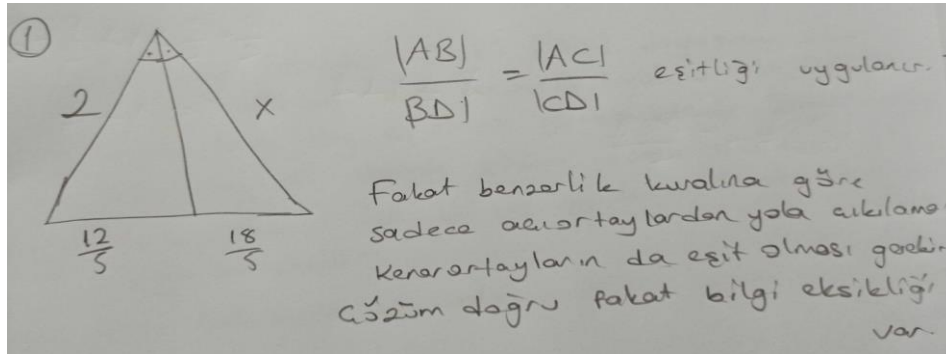 1
2
x
12/5
18/5
|AB| / BD| = |AC| / |CD| eşitliği uygulanır.
Fakat benzerlik kuralına göre
sadece açıortaylardan yola çıkılama
Kenarortayların da eşit olması gereki
Çözüm doğru fakat bilgi eksikliği
var